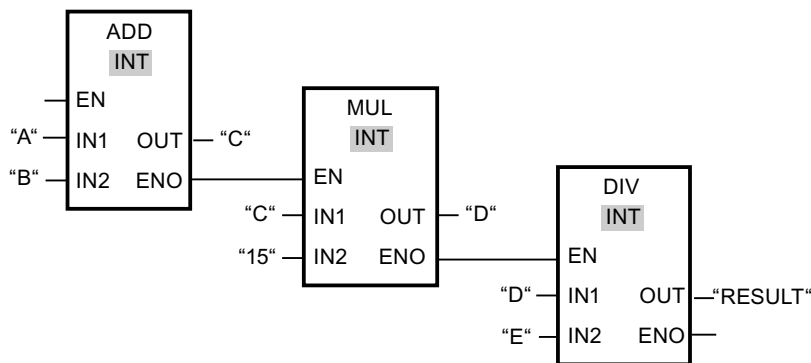 ADD
INT
EN
“A“ IN1 OUT “C“
“B“ IN2 ENO
MUL
INT
EN
“C“ IN1 OUT “D“
“15“ IN2 ENO
DIV
INT
EN
“D“ IN1 OUT “RESULT“
“E“ IN2 ENO